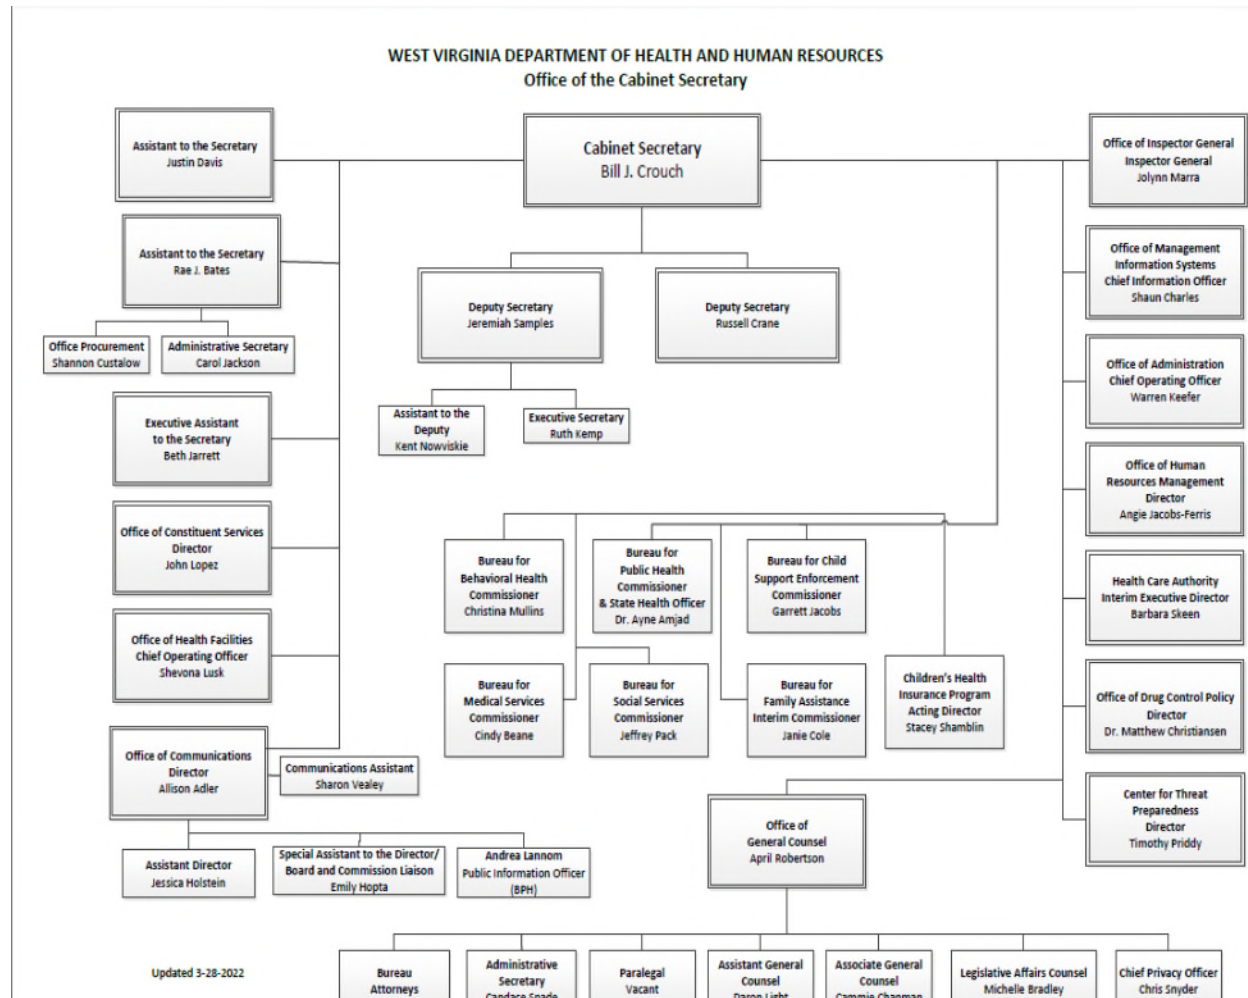 WEST VIRGINIA DEPARTMENT OF HEALTH AND HUMAN RESOURCES
Office of the Cabinet Secretary
Assistant to the Secretary
Justin Davis
Cabinet Secretary
Bill J. Crouch
Office of Inspector General
Inspector General
Jolynn Marra
Assistant to the Secretary
Rae J. Bates
Office of Management
Information Systems
Chief Information Officer
Shaun Charles
Deputy Secretary
Jeremiah Samples
Deputy Secretary
Russell Crane
Office Procurement
Shannon Custalow
Administrative Secretary
Carol Jackson
Office of Administration
Chief Operating Officer
Warren Keefer
Executive Assistant
to the Secretary
Beth Jarrett
Assistant to the
Deputy
Kent Nowviskie
Executive Secretary
Ruth Kemp
Office of Human
Resources Management
Director
Angie Jacobs-Ferris
Office of Constituent Services
Director
John Lopez
Bureau for
Behavioral Health
Commissioner
Christina Mullins
Bureau for
Public Health
Commissioner
& State Health Officer
Dr. Ayne Amjad
Bureau for Child
Support Enforcement
Commissioner
Garrett Jacobs
Health Care Authority
Interim Executive Director
Barbara Skeen
Office of Health Facilities
Chief Operating Officer
Shevona Lusk
Bureau for
Medical Services
Commissioner
Cindy Beane
Bureau for
Social Services
Commissioner
Jeffrey Pack
Bureau for
Family Assistance
Interim Commissioner
Janie Cole
Children's Health
Insurance Program
Acting Director
Stacey Shamblin
Office of Drug Control Policy
Director
Dr. Matthew Christiansen
Office of Communications
Director
Allison Adler
Communications Assistant
Sharon Vealey
Office of
General Counsel
April Robertson
Center for Threat
Preparedness
Director
Timothy Priddy
Assistant Director
Jessica Holstein
Special Assistant to the Director/
Board and Commission Liaison
Emily Hopta
Andrea Lannom
Public Information Officer
(BPH)
Updated 3-28-2022
Bureau
Attorneys
Administrative
Secretary
Candace Spade
Paralegal
Vacant
Assistant General
Counsel
Daron Light
Associate General
Counsel
Cammie Chapman
Legislative Affairs Counsel
Michelle Bradley
Chief Privacy Officer
Chris Snyder